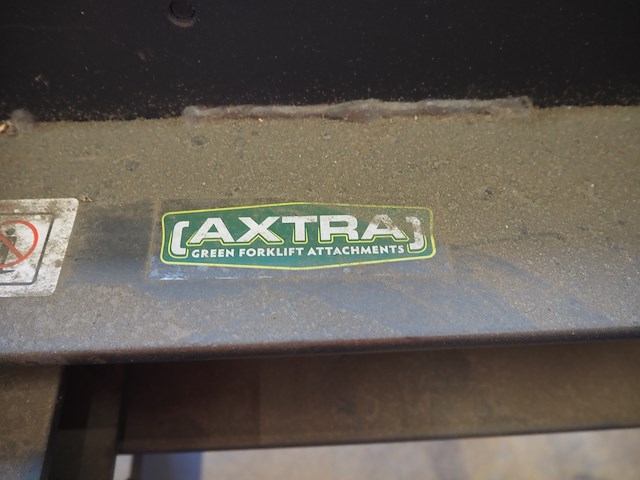 AXTRA
GREEN FORKLIFT ATTACHMENTS